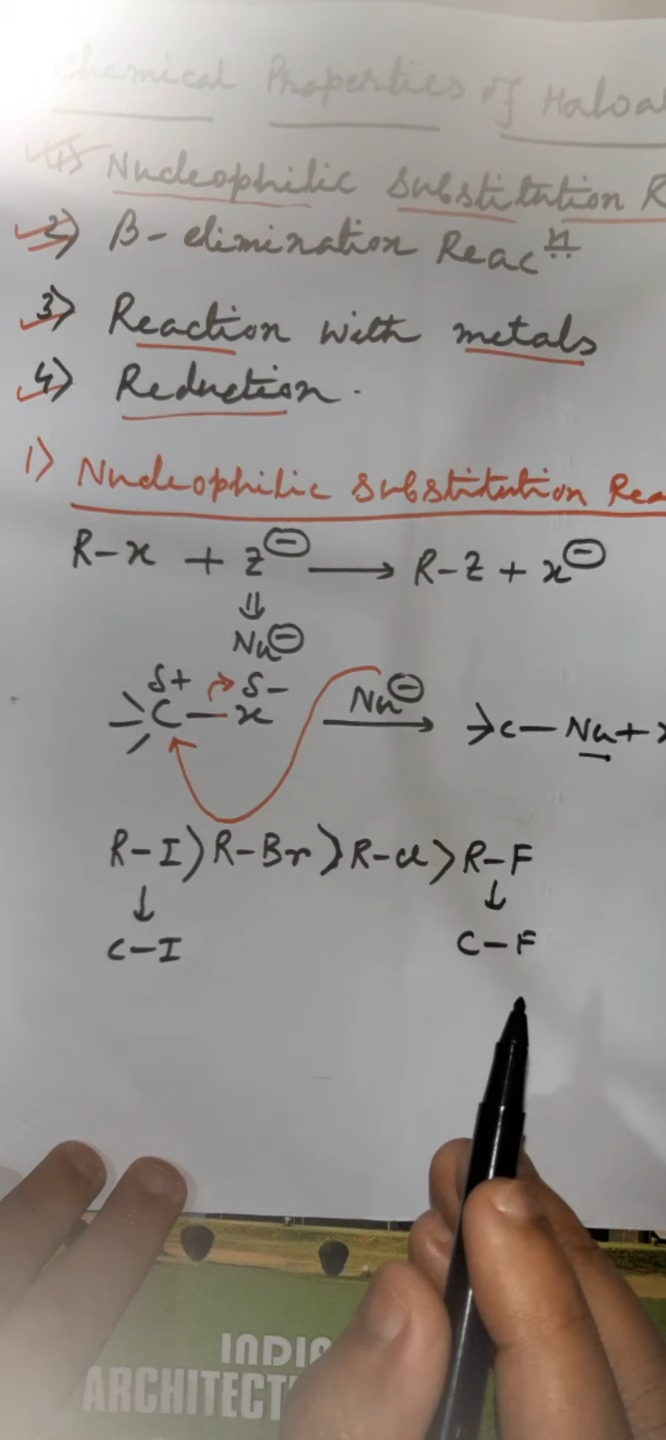 Chemical Properties of Haloa
1) Nucleophilic Substitution R
2) β-elimination Reacⁿ
3) Reaction with metals
4) Reduction.
1) Nucleophilic Substitution Rea
R-x + Z⊖ → R-Z + x⊖
⇓
Nu⊖
δ+ δ-
C-x Nu⊖ → C-Nu + x
R-I > R-Br > R-Cl > R-F
↓ ↓
C-I C-F
INDIA
ARCHITECT